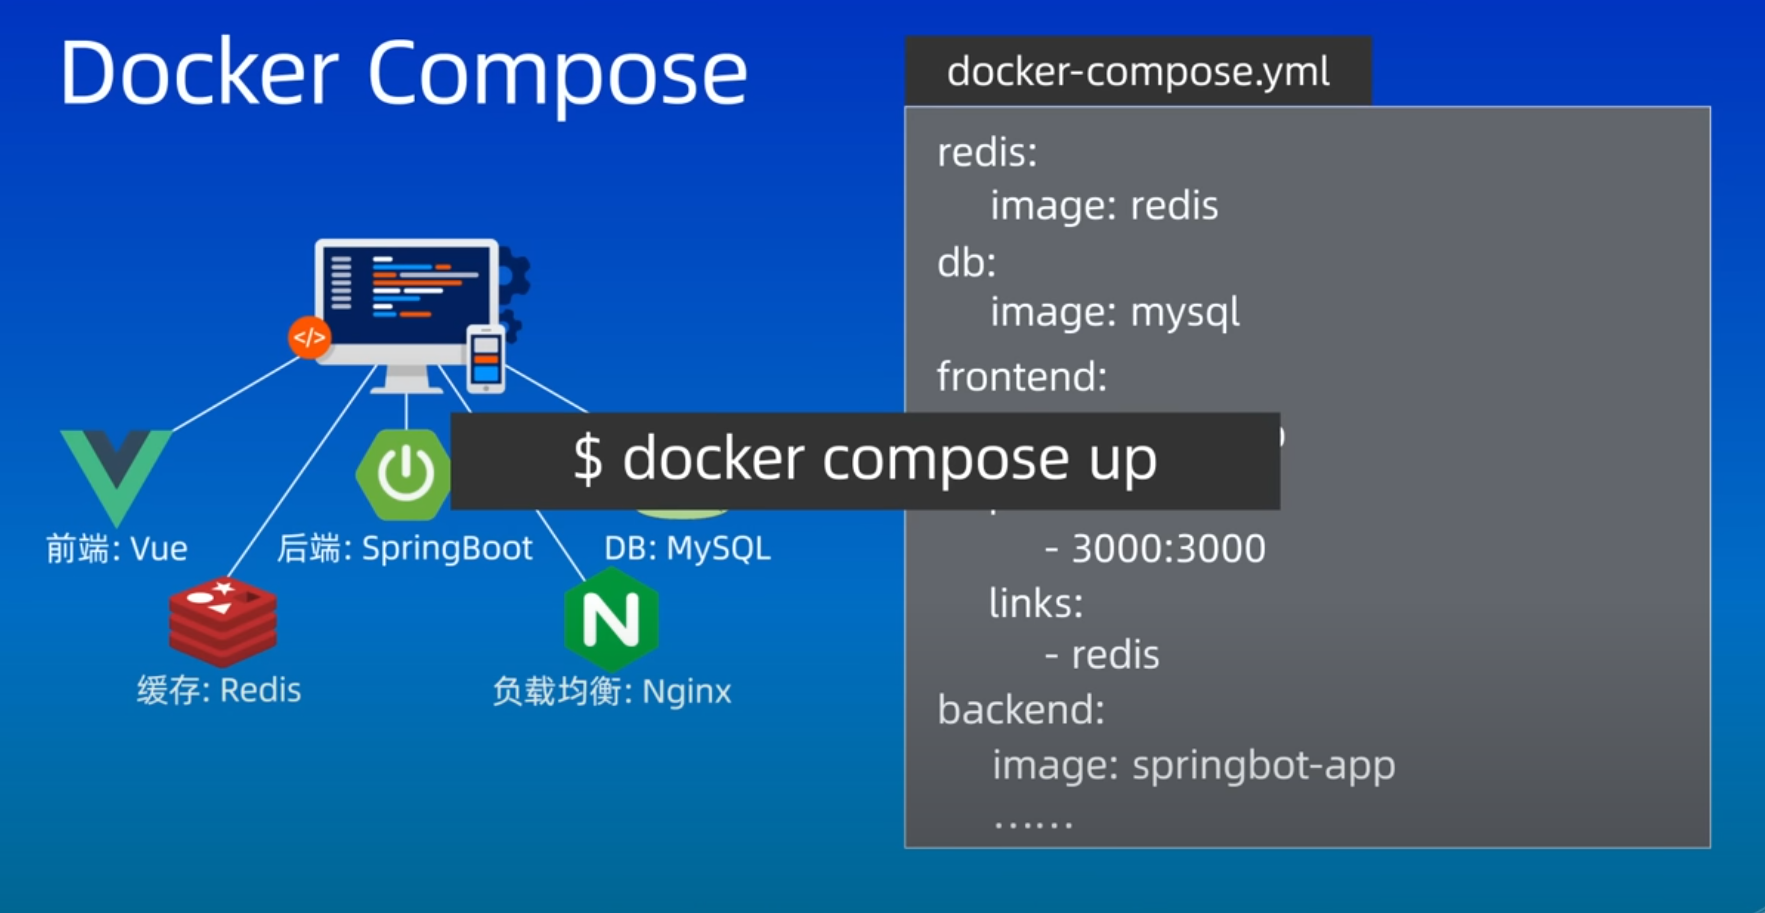 Docker Compose
docker-compose.yml
redis:
image: redis
db:
image: mysql
frontend:
$ docker compose up
- 3000:3000
links:
- redis
backend:
image: springbot-app
......
</>
前端: Vue
后端: SpringBoot
DB: MySQL
缓存: Redis
负载均衡: Nginx